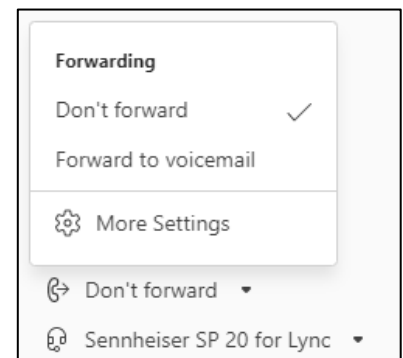 Forwarding
Don't forward
Forward to voicemail
More Settings
Don't forward
Sennheiser SP 20 for Lync